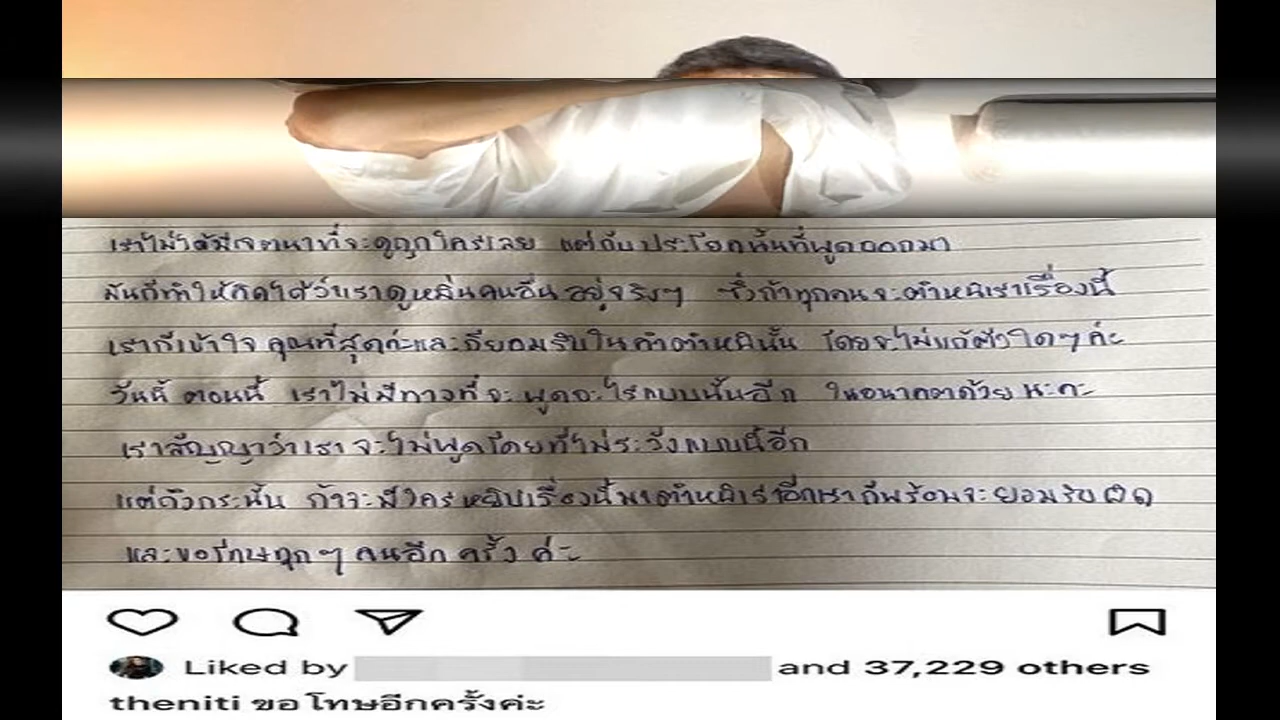 เราไม่ได้มีเจตนาที่จะดูถูกใครเลย แต่กับประโยคนั้นที่พูดออกมา
มันก็ทำให้คิดได้ว่าเราดูหมิ่นคนอื่นอยู่จริงๆ ซึ่งถ้าทุกคนจะตำหนิเราเรื่องนี้
เราก็เข้าใจคุณที่สุดค่ะและก็ยอมรับในคำตำหนินั้น โดยจะไม่แก้ตัวใดๆค่ะ
วันนี้ ตอนนี้ เราไม่มีทางที่จะพูดอะไรแบบนั้นอีก ในอนาคตด้วยนะคะ
เราสัญญาว่าเราจะไม่พูดโดยที่ไม่ระวังแบบนี้อีก
แต่ถึงกระนั้น ถ้าจะมีใครหยิบเรื่องนี้มาตำหนิเราอีกเราก็พร้อมจะยอมรับผิด
และขอโทษทุกๆคนอีกครั้งค่ะ
Liked by and 37,229 others
theniti ขอโทษอีกครั้งค่ะ